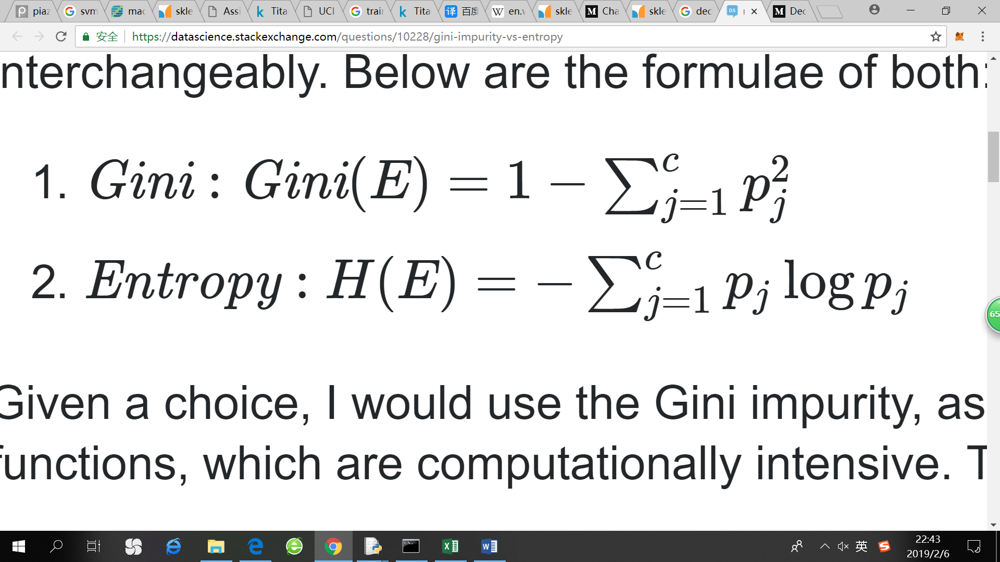 piaz
svm
mac
skle
Assi
Tita
UCI
train
Tita
译 百度
W en.w
skle
M Cha
skle
dec
DS
M Dec
安全 https://datascience.stackexchange.com/questions/10228/gini-impurity-vs-entropy
nterchangeably. Below are the formulae of both:
1. Gini : Gini(E) = 1 − ∑_{j=1}^{c} p_j^2
2. Entropy : H(E) = − ∑_{j=1}^{c} p_j log p_j
65
Given a choice, I would use the Gini impurity, as
functions, which are computationally intensive. T
英
22:43
2019/2/6